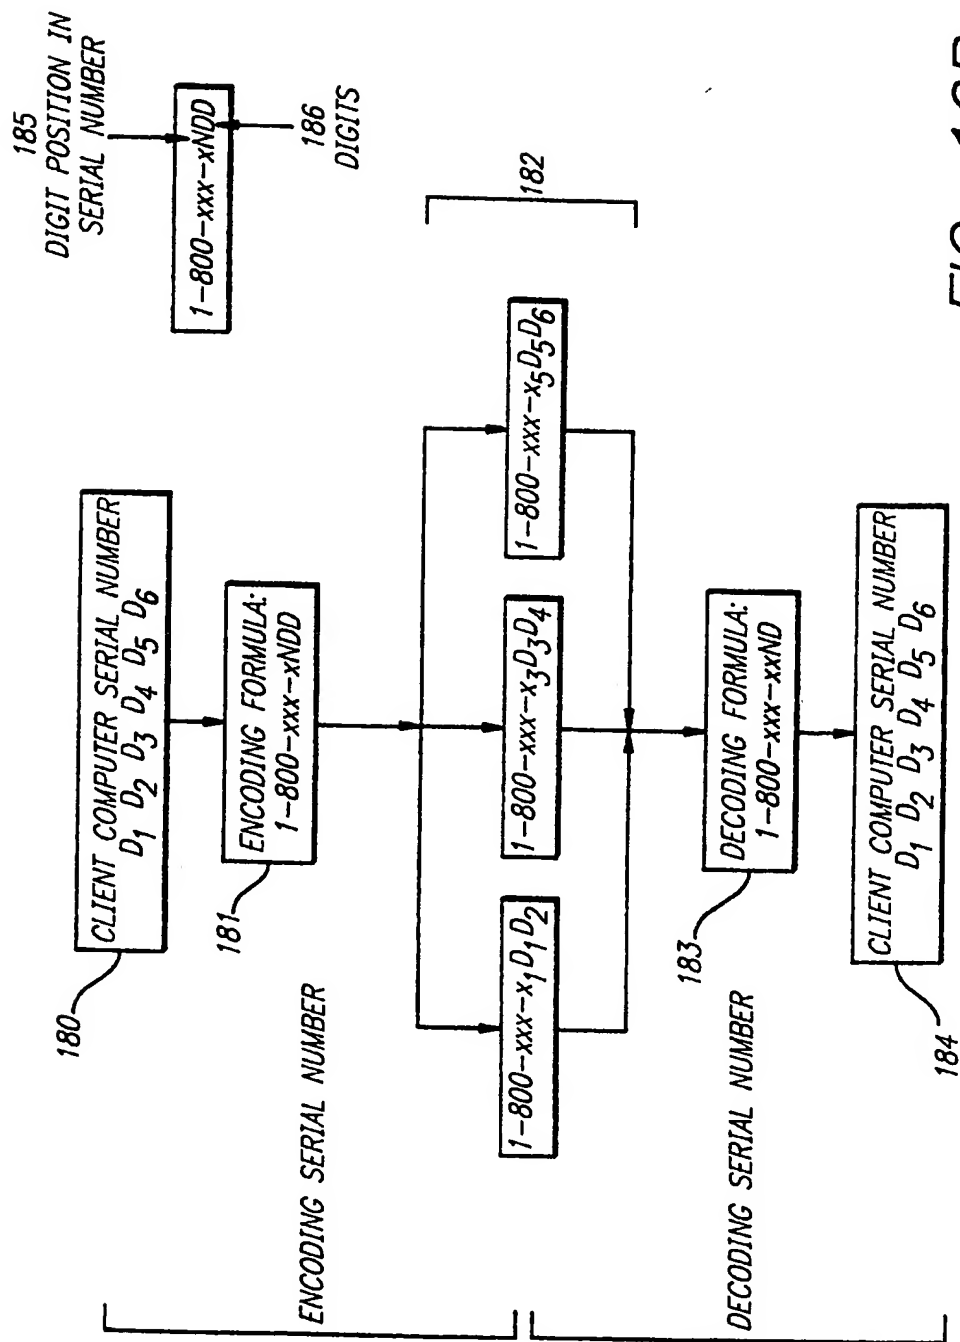 185
DIGIT POSITION IN
SERIAL NUMBER
1-800-xxx-xNDD
186
DIGITS
180
CLIENT COMPUTER SERIAL NUMBER
D₁ D₂ D₃ D₄ D₅ D₆
181
ENCODING FORMULA:
1-800-xxx-xNDD
ENCODING SERIAL NUMBER
1-800-xxx-x₁D₁D₂
1-800-xxx-x₃D₃D₄
1-800-xxx-x₅D₅D₆
182
183
DECODING FORMULA:
1-800-xxx-xxND
DECODING SERIAL NUMBER
184
CLIENT COMPUTER SERIAL NUMBER
D₁ D₂ D₃ D₄ D₅ D₆
FIG.